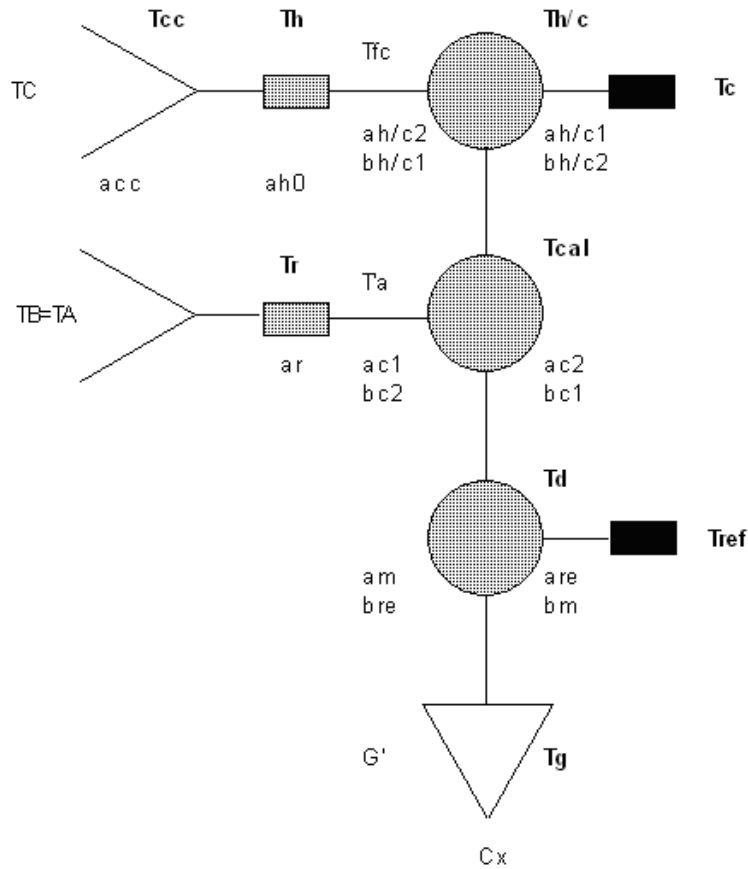 Tcc Th Th/c
Tfc
TC Tc
ah/c2 ah/c1
bh/c1 bh/c2
acc ah0
Tcal
Tr
T'a
TB=TA
ar ac1 ac2
bc2 bc1
Td
Tref
am are
bre bm
G' Tg
Cx